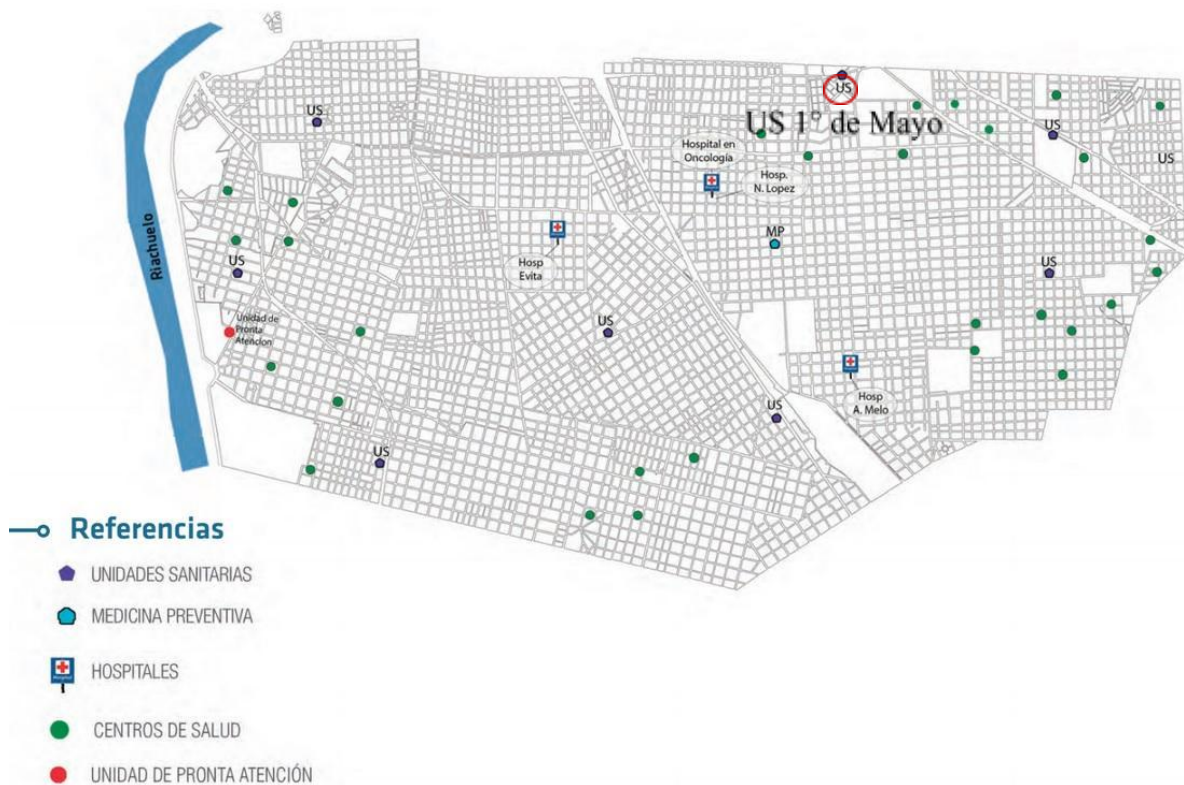 US
US 1° de Mayo
US
US
US
Hospital en
Oncología
Hosp.
N. Lopez
Riachuelo
MP
Hosp
Evita
US
US
Unidad de
Pronta
Atencion
US
Hosp
A. Melo
US
US
Referencias
UNIDADES SANITARIAS
MEDICINA PREVENTIVA
HOSPITALES
CENTROS DE SALUD
UNIDAD DE PRONTA ATENCIÓN